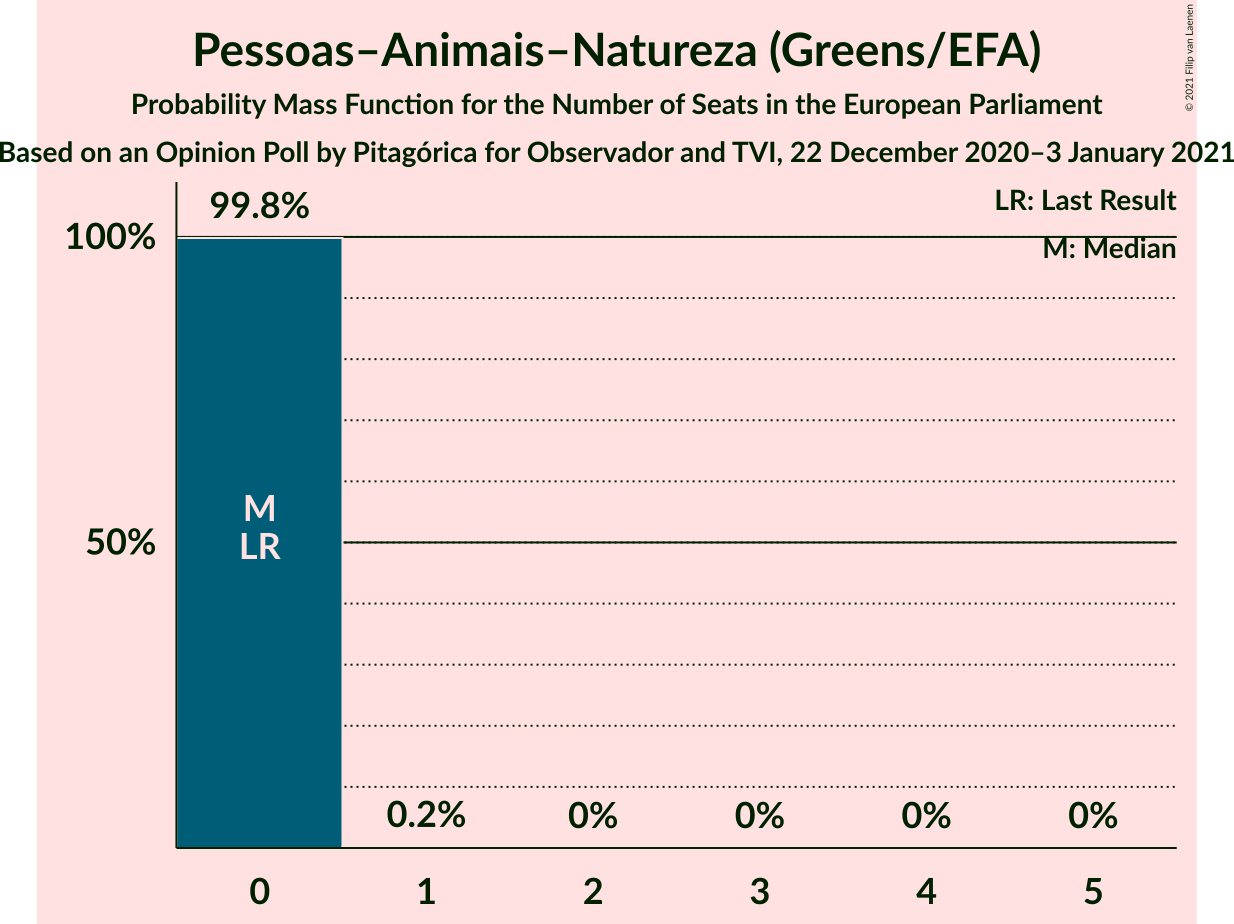 Pessoas–Animais–Natureza (Greens/EFA)
Probability Mass Function for the Number of Seats in the European Parliament
Based on an Opinion Poll by Pitagórica for Observador and TVI, 22 December 2020–3 January 2021
© 2021 Filip van Laenen
LR: Last Result
M: Median
99.8%
100%
50%
M
LR
0.2% 0% 0% 0% 0%
0 1 2 3 4 5